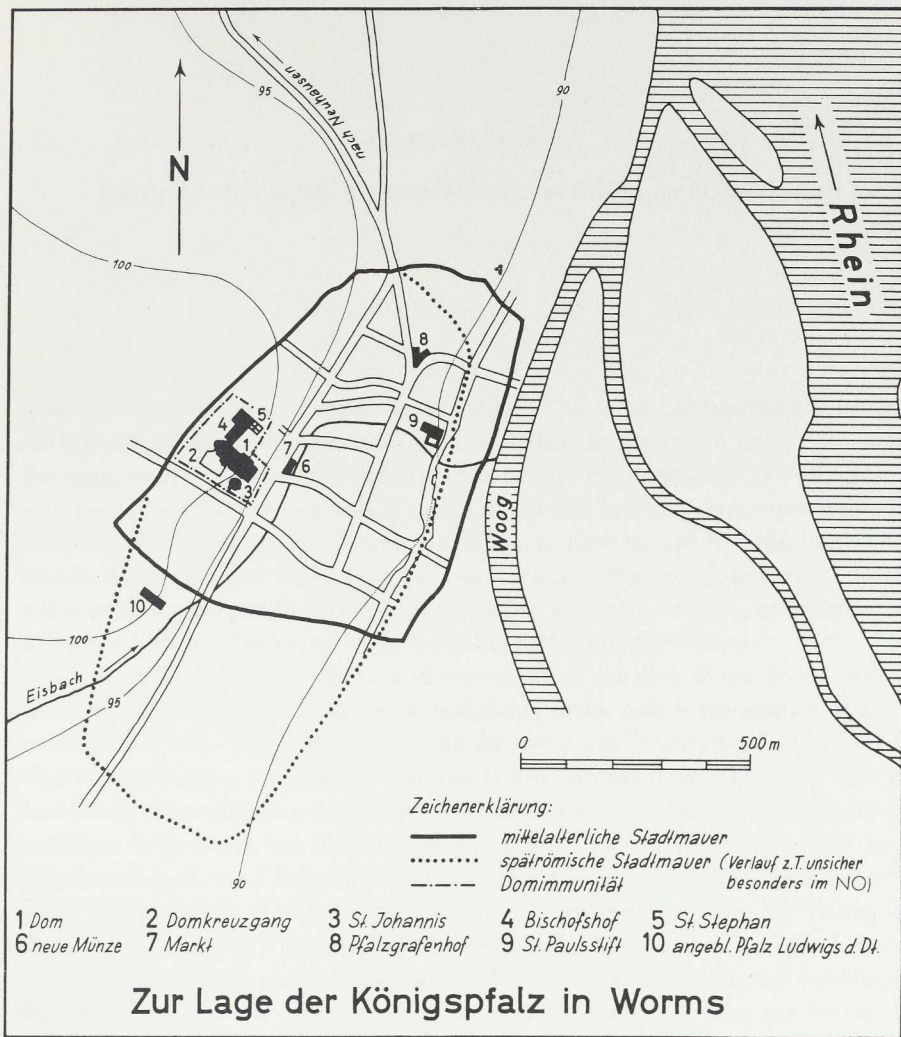 95
90
nach Neuhausen
N
Rhein
100
8
5
4
9
1
7
2
6
3
Woog
10
100
Eisbach
95
0 500 m
90
Zeichenerklärung:
mittelalterliche Stadtmauer
spätrömische Stadtmauer (Verlauf z.T. unsicher
besonders im NO)
Domimmunität
1 Dom 2 Domkreuzgang 3 St. Johannis 4 Bischofshof 5 St. Stephan
6 neue Münze 7 Markt 8 Pfalzgrafenhof 9 St. Paulsstift 10 angebl. Pfalz Ludwigs d. Dt.
Zur Lage der Königspfalz in Worms